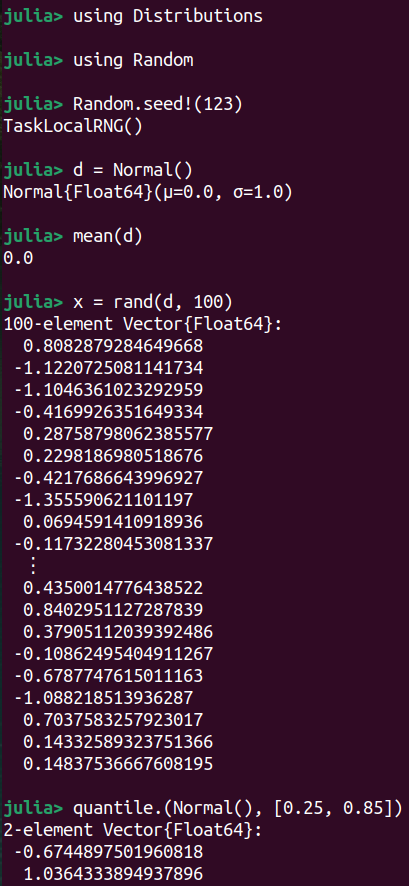 julia> using Distributions
julia> using Random
julia> Random.seed!(123)
TaskLocalRNG()
julia> d = Normal()
Normal{Float64}(μ=0.0, σ=1.0)
julia> mean(d)
0.0
julia> x = rand(d, 100)
100-element Vector{Float64}:
0.8082879284649668
-1.1220725081141734
-1.1046361023292959
-0.4169926351649334
0.28758798062385577
0.2298186980518676
-0.4217686643996927
-1.355590621101197
0.0694591410918936
-0.11732280453081337
⋮
0.4350014776438522
0.8402951127287839
0.37905112039392486
-0.10862495404911267
-0.6787747615011163
-1.088218513936287
0.7037583257923017
0.14332589323751366
0.14837536667608195
julia> quantile.(Normal(), [0.25, 0.85])
2-element Vector{Float64}:
-0.6744897501960818
1.0364333894937896